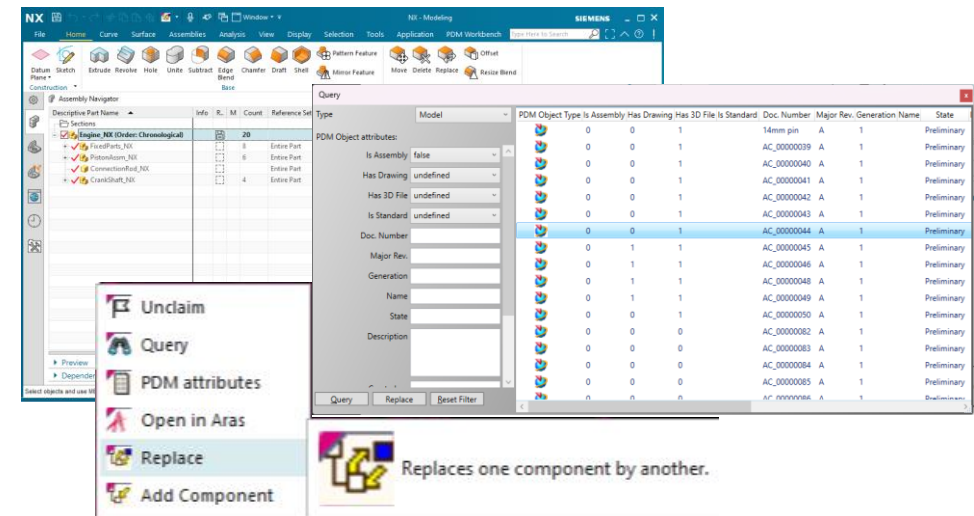 NX Window NX - Modeling SIEMENS
File Home Curve Surface Assemblies Analysis View Display Selection Tools Application PDM Workbench Type Here to Search
Pattern Feature Offset
Datum Plane Sketch Extrude Revolve Hole Unite Subtract Edge Blend Chamfer Draft Shell Mirror Feature Move Delete Replace Resize Blend
Construction Base
Assembly Navigator
Descriptive Part Name Info R.. M Count Reference Set
Sections
Engine_NX (Order: Chronological) 20
FixedParts_NX 8 Entire Part
PistonAssm_NX 6 Entire Part
ConnectionRod_NX Entire Part
CrankShaft_NX 4 Entire Part
Preview
Dependen
Query
Type Model
PDM Object attributes:
Is Assembly false
Has Drawing undefined
Has 3D File undefined
Is Standard undefined
Doc. Number
Major Rev.
Generation
Name
State
Description
Query Replace Reset Filter
PDM Object Type Is Assembly Has Drawing Has 3D File Is Standard Doc. Number Major Rev. Generation Name State
0 0 1 14mm pin A 1 Preliminary
0 0 1 AC_00000039 A 1 Preliminary
0 0 1 AC_00000040 A 1 Preliminary
0 0 1 AC_00000041 A 1 Preliminary
0 0 1 AC_00000042 A 1 Preliminary
0 0 1 AC_00000043 A 1 Preliminary
0 0 1 AC_00000044 A 1 Preliminary
0 1 1 AC_00000045 A 1 Preliminary
0 1 1 AC_00000046 A 1 Preliminary
0 1 1 AC_00000048 A 1 Preliminary
0 1 1 AC_00000049 A 1 Preliminary
0 0 1 AC_00000050 A 1 Preliminary
0 0 0 AC_00000082 A 1 Preliminary
0 0 0 AC_00000083 A 1 Preliminary
0 0 0 AC_00000084 A 1 Preliminary
0 0 0 AC_00000085 A 1 Preliminary
0 0 0 AC_00000086 A 1 Preliminary
Unclaim
Query
PDM attributes
Open in Aras
Replace
Add Component
Replaces one component by another.